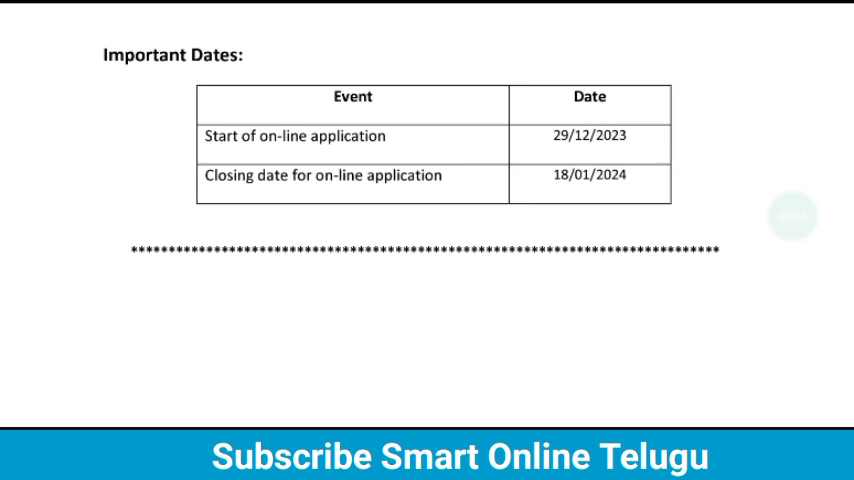 Important Dates:
Event Date
Start of on-line application 29/12/2023
Closing date for on-line application 18/01/2024
******************************************************************************
Subscribe Smart Online Telugu